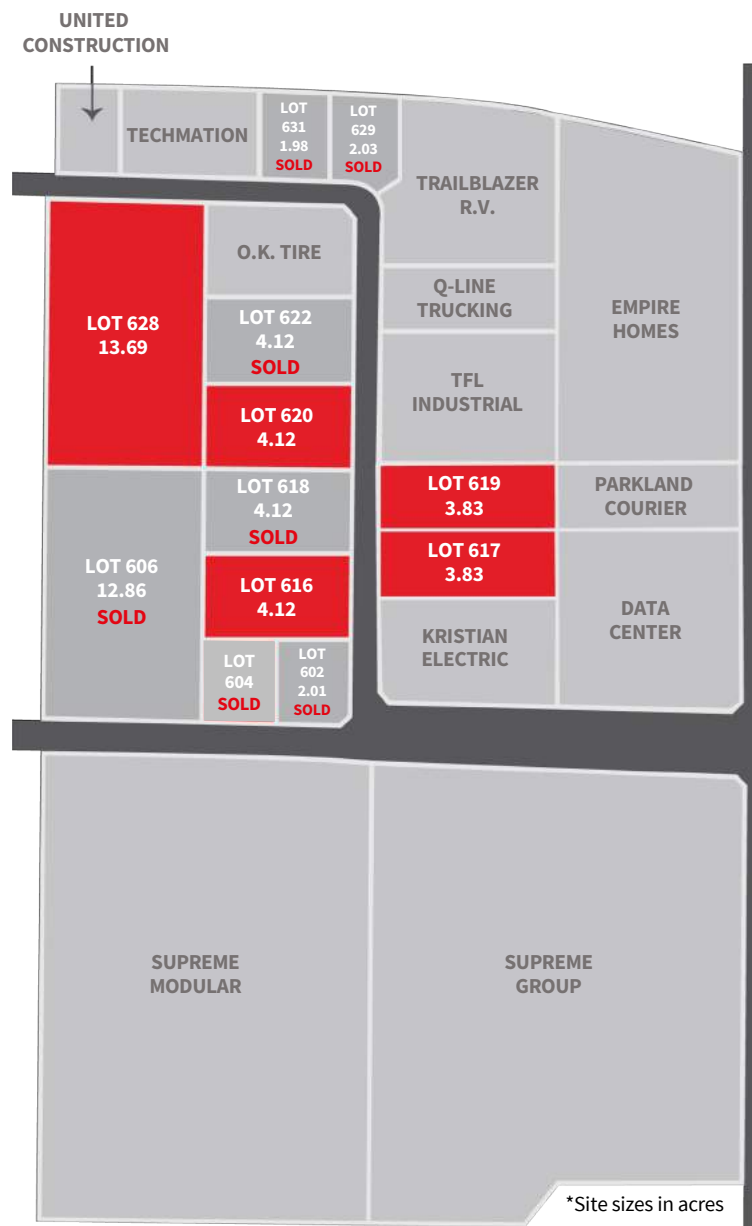 UNITED
CONSTRUCTION
TECHMATION
LOT
631
1.98
SOLD
LOT
629
2.03
SOLD
TRAILBLAZER
R.V.
O.K. TIRE
Q-LINE
TRUCKING
EMPIRE
HOMES
LOT 628
13.69
LOT 622
4.12
SOLD
TFL
INDUSTRIAL
LOT 620
4.12
LOT 619
3.83
PARKLAND
COURIER
LOT 618
4.12
SOLD
LOT 617
3.83
LOT 606
12.86
SOLD
LOT 616
4.12
DATA
CENTER
KRISTIAN
ELECTRIC
LOT
604
SOLD
LOT
602
2.01
SOLD
SUPREME
MODULAR
SUPREME
GROUP
*Site sizes in acres